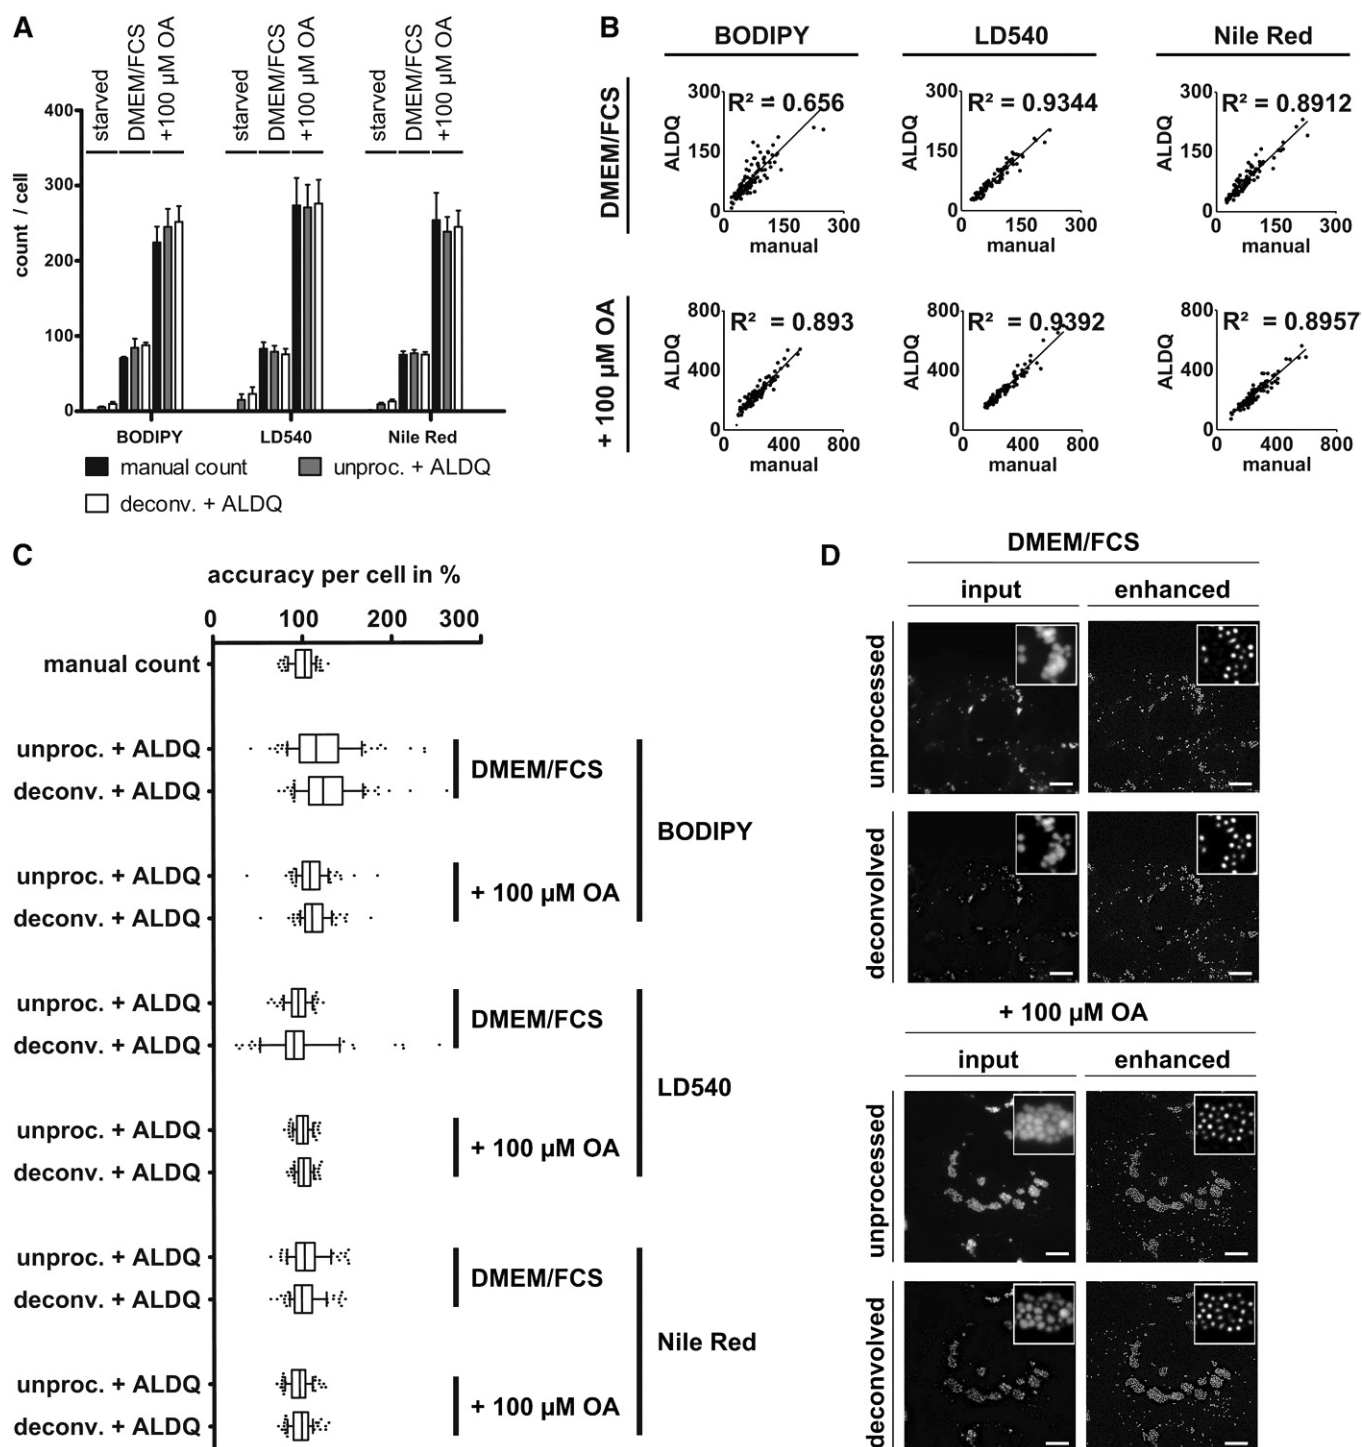 A
starved
DMEM/FCS
+100 µM OA
starved
DMEM/FCS
+100 µM OA
starved
DMEM/FCS
+100 µM OA
count / cell
400
300
200
100
0
BODIPY LD540 Nile Red
manual count unproc. + ALDQ
deconv. + ALDQ
B
BODIPY LD540 Nile Red
DMEM/FCS
ALDQ
300
150
0
R² = 0.656
0 150 300
manual
ALDQ
300
150
0
R² = 0.9344
0 150 300
manual
ALDQ
300
150
0
R² = 0.8912
0 150 300
manual
+ 100 µM OA
ALDQ
800
400
0
R² = 0.893
0 400 800
manual
ALDQ
800
400
0
R² = 0.9392
0 400 800
manual
ALDQ
800
400
0
R² = 0.8957
0 400 800
manual
C
accuracy per cell in %
0 100 200 300
manual count
unproc. + ALDQ
deconv. + ALDQ
DMEM/FCS
unproc. + ALDQ
deconv. + ALDQ
+ 100 µM OA
BODIPY
unproc. + ALDQ
deconv. + ALDQ
DMEM/FCS
unproc. + ALDQ
deconv. + ALDQ
+ 100 µM OA
LD540
unproc. + ALDQ
deconv. + ALDQ
DMEM/FCS
unproc. + ALDQ
deconv. + ALDQ
+ 100 µM OA
Nile Red
D
DMEM/FCS
input enhanced
unprocessed
deconvolved
+ 100 µM OA
input enhanced
unprocessed
deconvolved